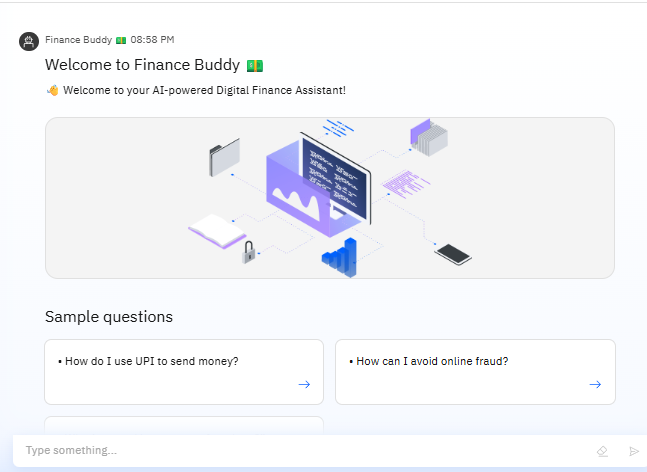 Finance Buddy 💵 08:58 PM
Welcome to Finance Buddy 💵
👋 Welcome to your AI-powered Digital Finance Assistant!
Sample questions
• How do I use UPI to send money?
• How can I avoid online fraud?
Type something...